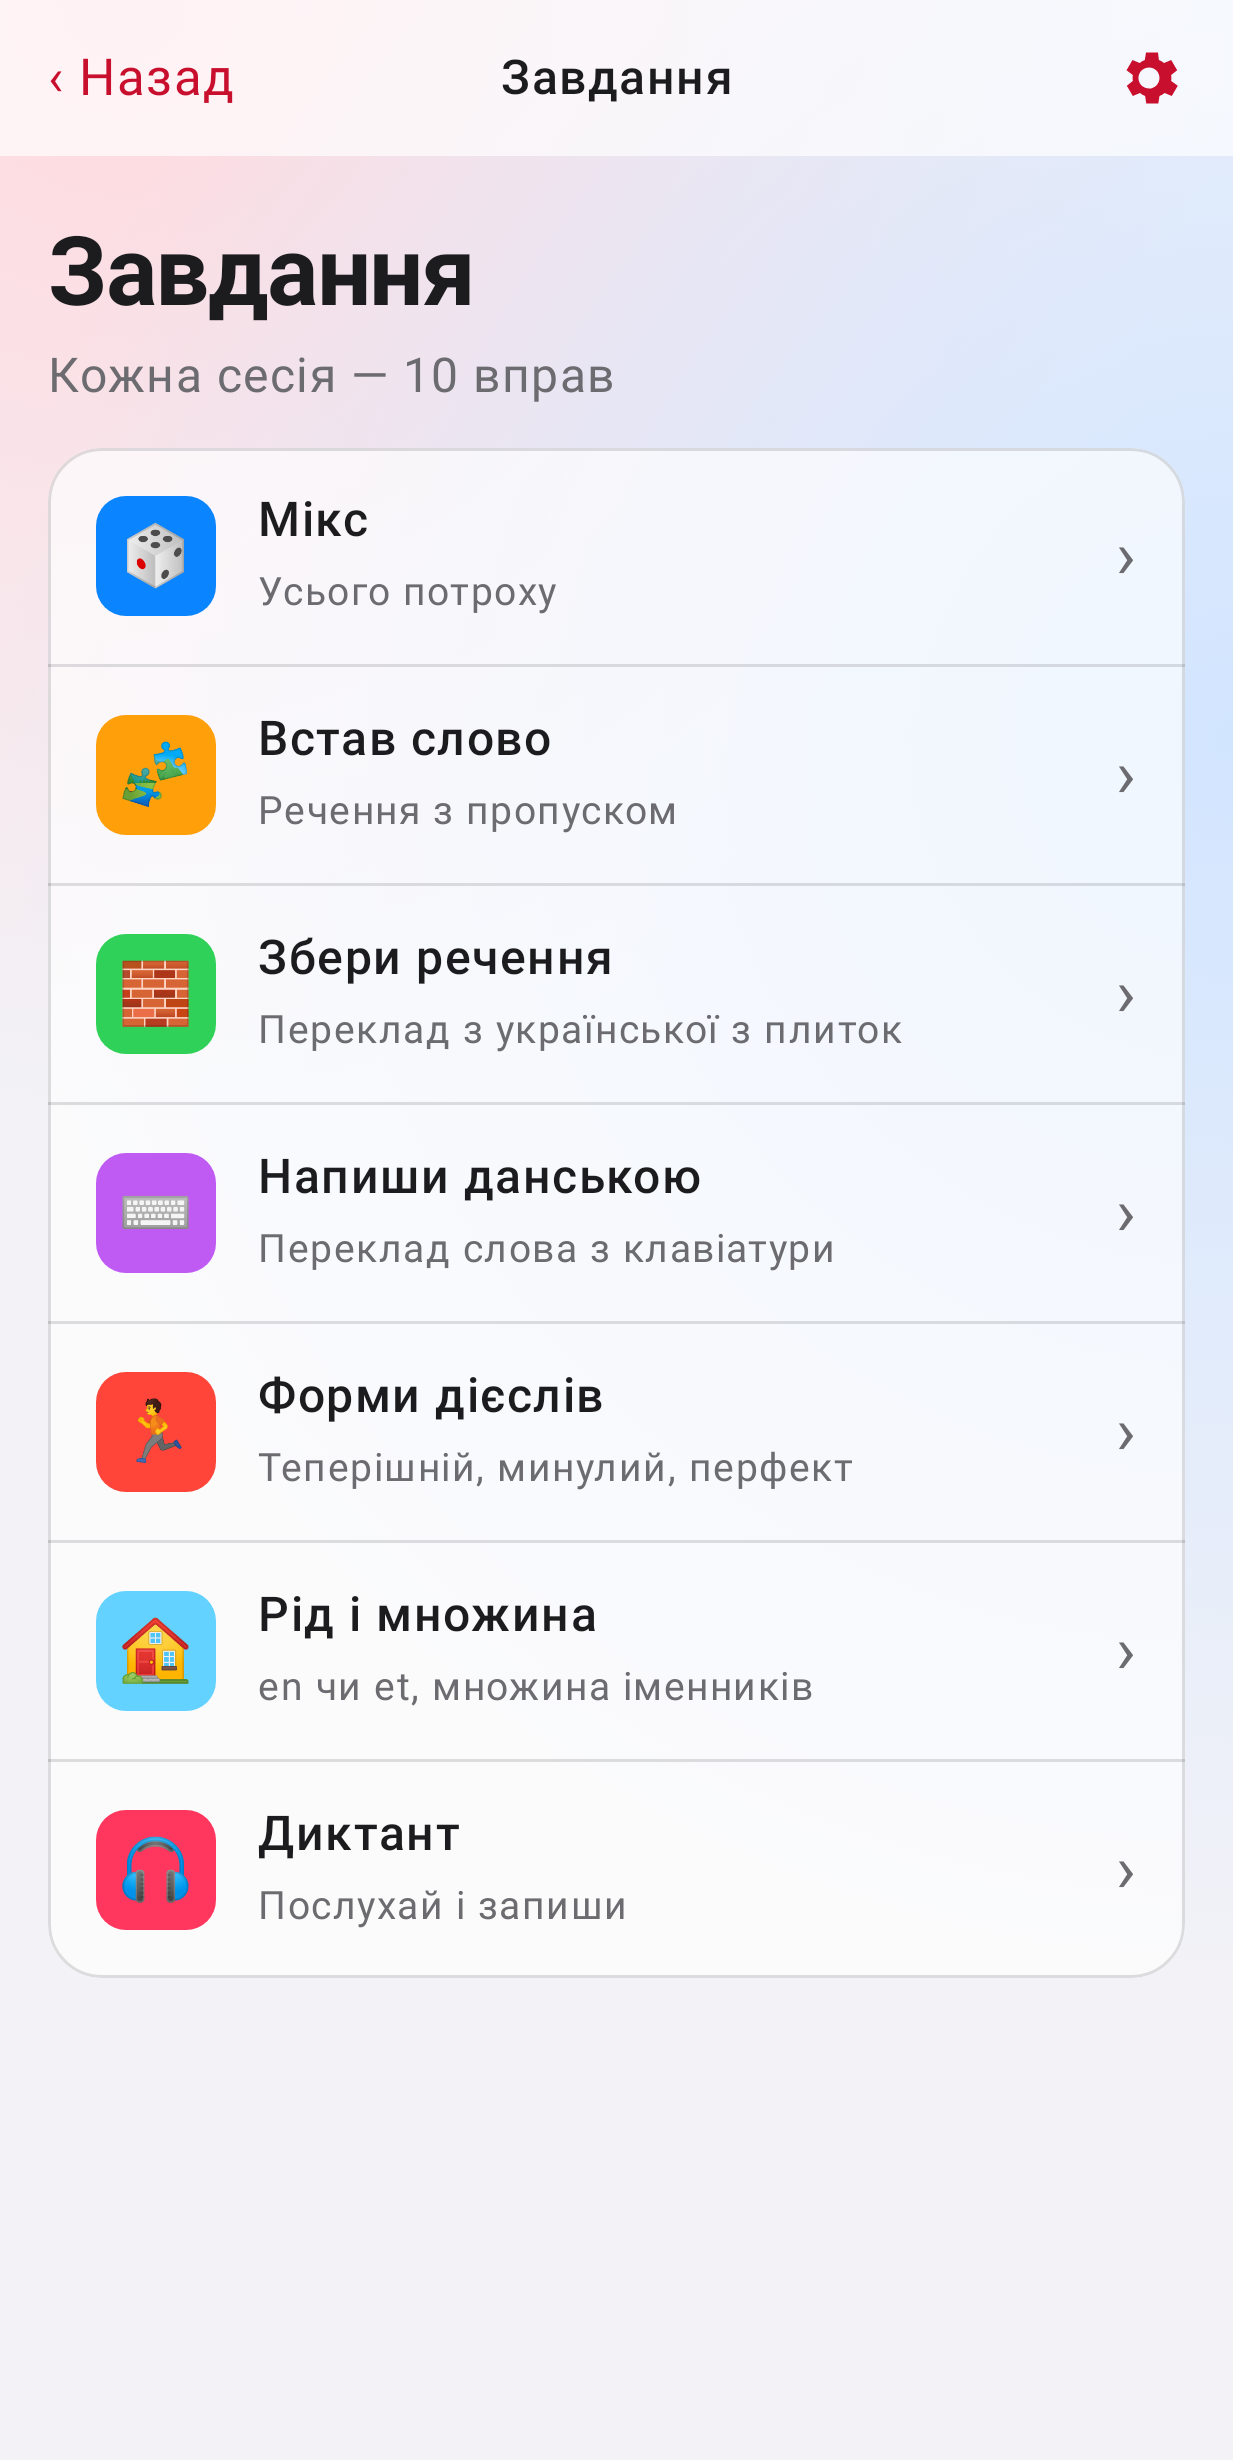 ‹ Назад
Завдання
Завдання
Кожна сесія — 10 вправ
Мікс
Усього потроху
Встав слово
Речення з пропуском
Збери речення
Переклад з української з плиток
Напиши данською
Переклад слова з клавіатури
Форми дієслів
Теперішній, минулий, перфект
Рід і множина
en чи et, множина іменників
Диктант
Послухай і запиши